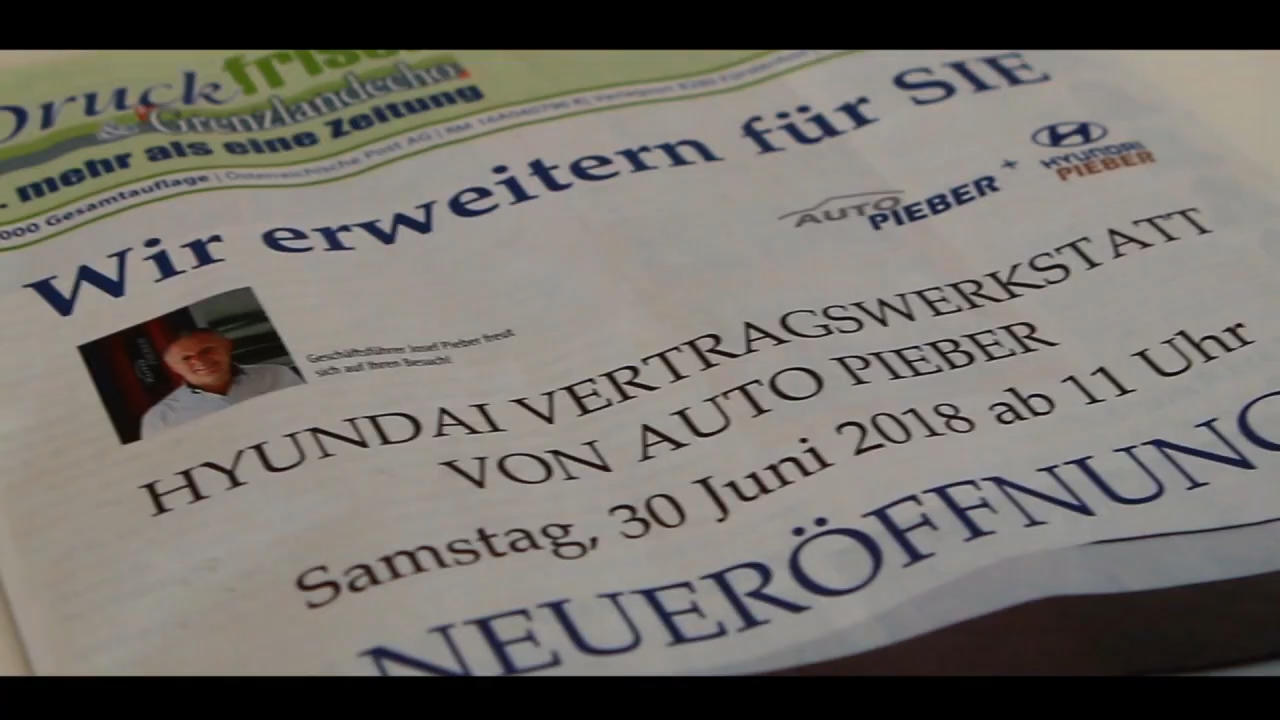 Druckfrisch
& Grenzlandecho
... mehr als eine Zeitung
000 Gesamtauflage | Österreichische Post AG | RM
Wir erweitern für SIE
AUTO PIEBER + HYUNDAI PIEBER
Geschäftsführer Josef Pieber freut
sich auf Ihren Besuch!
HYUNDAI VERTRAGSWERKSTATT
VON AUTO PIEBER
Samstag, 30 Juni 2018 ab 11 Uhr
NEUERÖFFNUNG